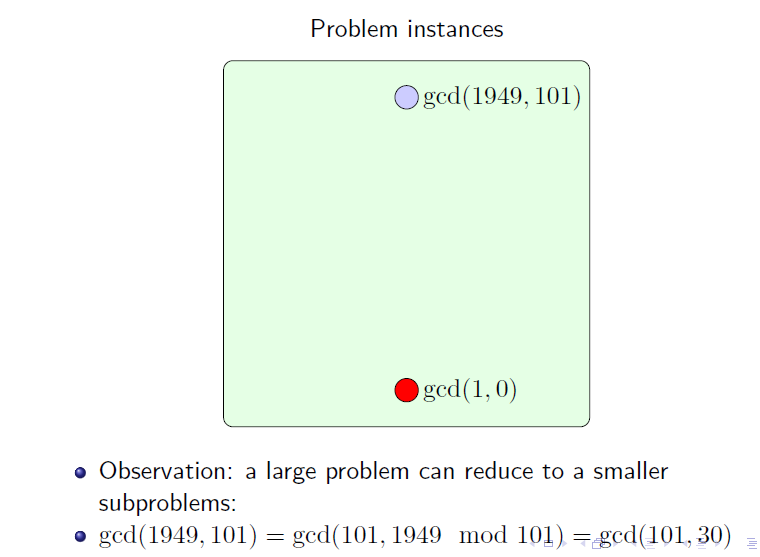 Problem instances
gcd(1949, 101)
gcd(1, 0)
Observation: a large problem can reduce to a smaller
subproblems:
gcd(1949, 101) = gcd(101, 1949 mod 101) = gcd(101, 30)